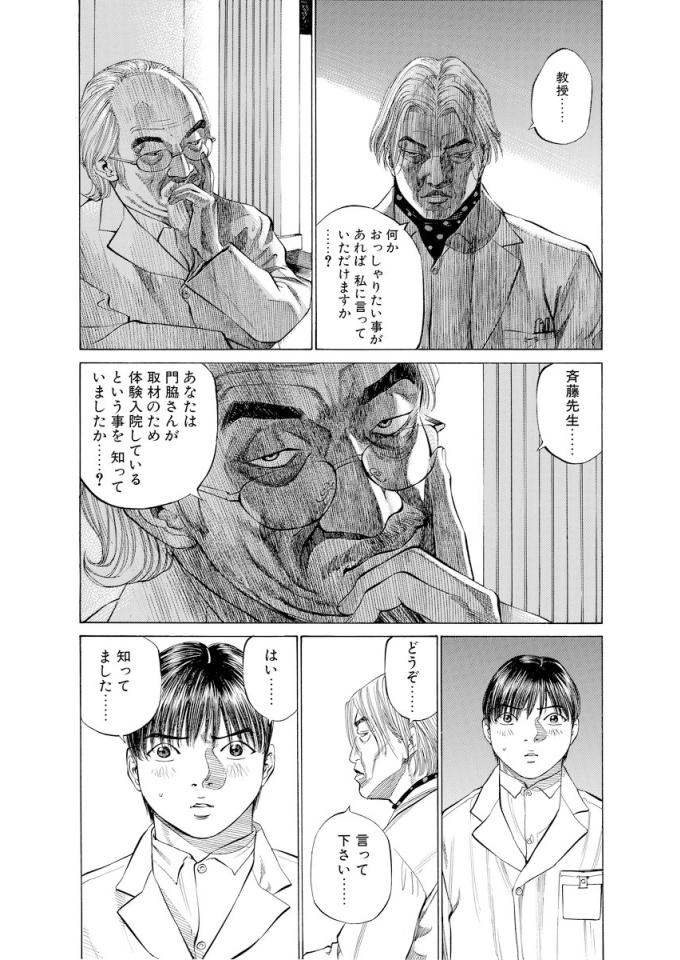 教授……
何か
おっしゃりたい事が
あれば 私に言って
いただけますか
……?
斉藤先生……
あなたは
門脇さんが
取材のため
体験入院している
という事を 知って
いましたか……?
どうぞ……
言って
下さい……
はい……
知って
ました……